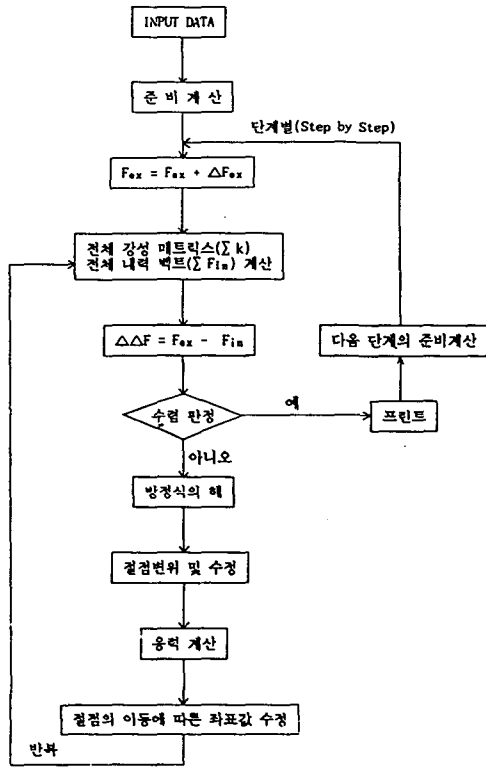 INPUT DATA
준 비 계 산
단계별(Step by Step)
Fex = Fex + △Fex
전체 강성 매트릭스(∑ k)
전체 내력 벡트(∑ Fin) 계산
△△F = Fex - Fin
다음 단계의 준비계산
수렴 판정
예
프린트
아니오
방정식의 해
절점변위 및 수정
응력 계산
절점의 이동에 따른 좌표값 수정
반복